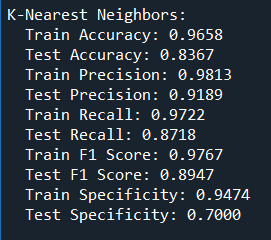 K-Nearest Neighbors:
Train Accuracy: 0.9658
Test Accuracy: 0.8367
Train Precision: 0.9813
Test Precision: 0.9189
Train Recall: 0.9722
Test Recall: 0.8718
Train F1 Score: 0.9767
Test F1 Score: 0.8947
Train Specificity: 0.9474
Test Specificity: 0.7000